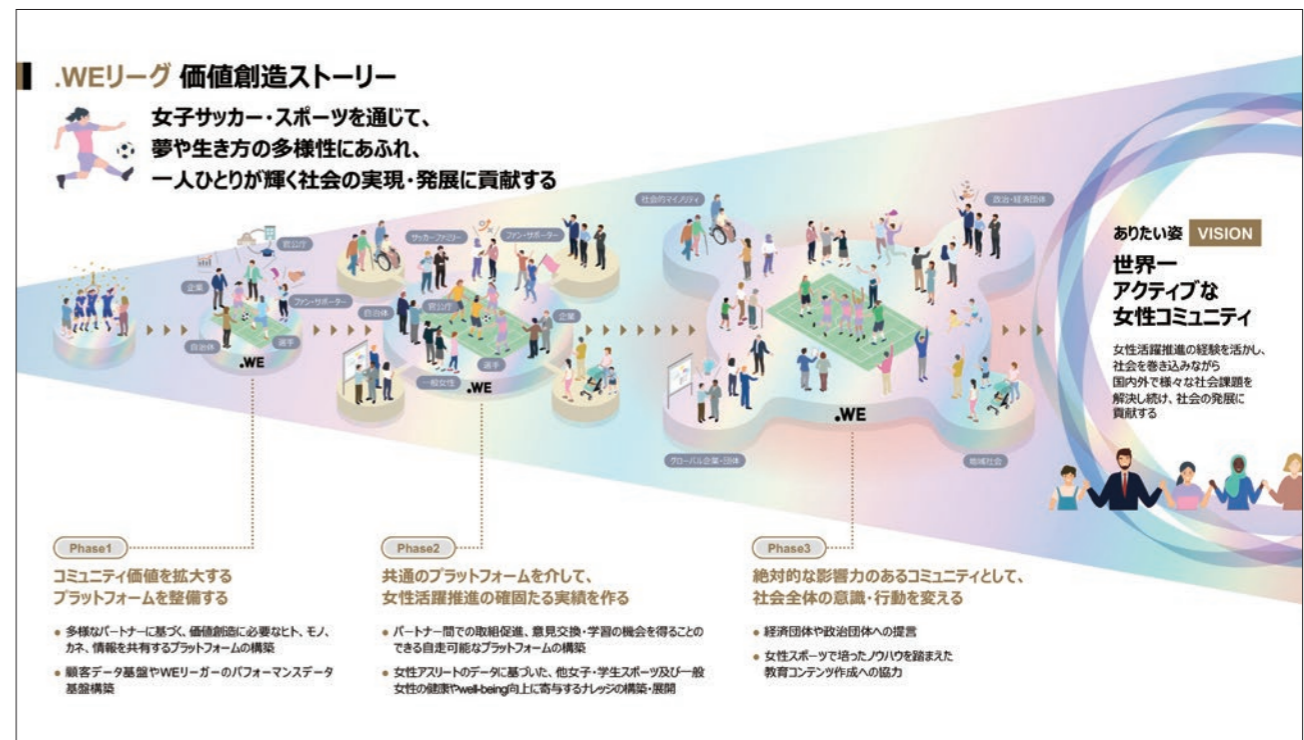 .WEリーグ 価値創造ストーリー
女子サッカー・スポーツを通じて、
夢や生き方の多様性にあふれ、
一人ひとりが輝く社会の実現・発展に貢献する
官公庁
企業
ファン・サポーター
自治体
選手
.WE
サッカーファミリー
ファン・サポーター
自治体
官公庁
企業
選手
一般女性
.WE
社会的マイノリティ
政治・経済団体
.WE
グローバル企業・団体
地域社会
ありたい姿 VISION
世界一
アクティブな
女性コミュニティ
女性活躍推進の経験を活かし、
社会を巻き込みながら
国内外で様々な社会課題を
解決し続け、社会の発展に
貢献する
Phase1
コミュニティ価値を拡大する
プラットフォームを整備する
• 多様なパートナーに基づく、価値創造に必要なヒト、モノ、
カネ、情報を共有するプラットフォームの構築
• 顧客データ基盤やWEリーガーのパフォーマンスデータ
基盤構築
Phase2
共通のプラットフォームを介して、
女性活躍推進の確固たる実績を作る
• パートナー間での取組促進、意見交換・学習の機会を得ることの
できる自走可能なプラットフォームの構築
• 女性アスリートのデータに基づいた、他女子・学生スポーツ及び一般
女性の健康やwell-being向上に寄与するナレッジの構築・展開
Phase3
絶対的な影響力のあるコミュニティとして、
社会全体の意識・行動を変える
• 経済団体や政治団体への提言
• 女性スポーツで培ったノウハウを踏まえた
教育コンテンツ作成への協力